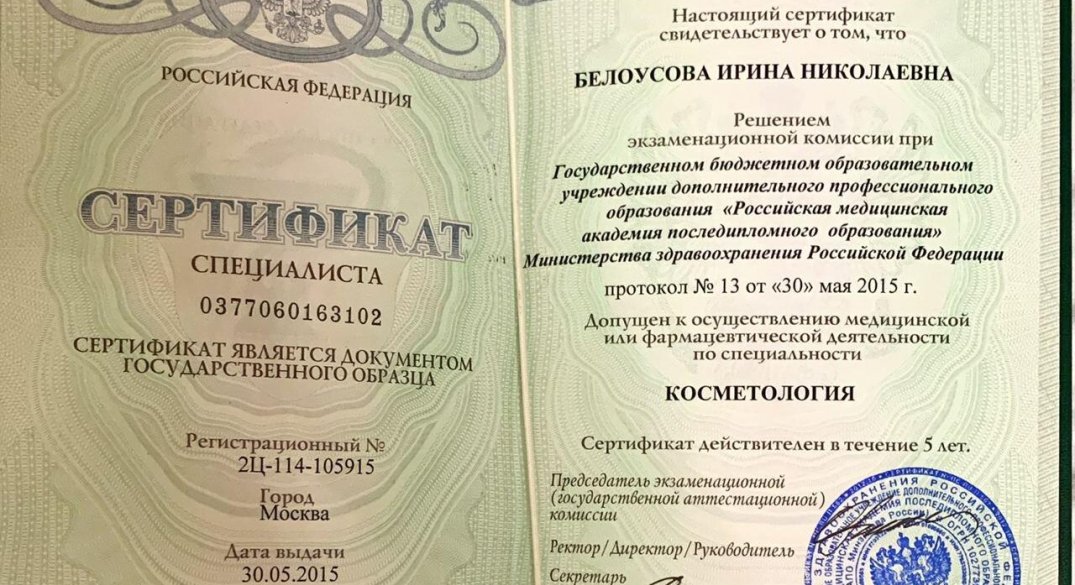 РОССИЙСКАЯ ФЕДЕРАЦИЯ
СЕРТИФИКАТ
СПЕЦИАЛИСТА
0377060163102
СЕРТИФИКАТ ЯВЛЯЕТСЯ ДОКУМЕНТОМ
ГОСУДАРСТВЕННОГО ОБРАЗЦА
Регистрационный №
2Ц-114-105915
Город
Москва
Дата выдачи
30.05.2015
Настоящий сертификат
свидетельствует о том, что
БЕЛОУСОВА ИРИНА НИКОЛАЕВНА
Решением
экзаменационной комиссии при
Государственном бюджетном образовательном
учреждении дополнительного профессионального
образования «Российская медицинская
академия последипломного образования»
Министерства здравоохранения Российской Федерации
протокол № 13 от «30» мая 2015 г.
Допущен к осуществлению медицинской
или фармацевтической деятельности
по специальности
КОСМЕТОЛОГИЯ
Сертификат действителен в течение 5 лет.
Председатель экзаменационной
(государственной аттестационной)
комиссии
Ректор/Директор/Руководитель
Секретарь